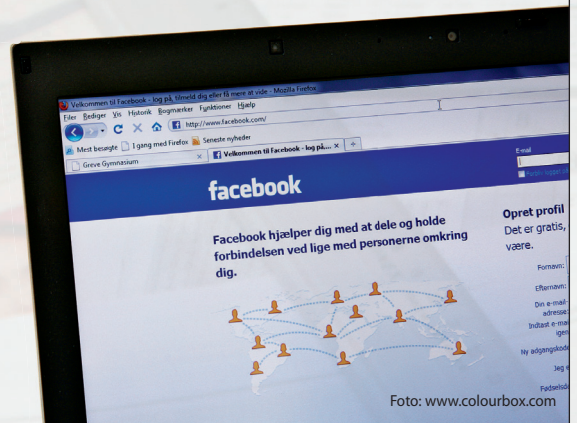 Velkommen til Facebook - log på, tilmeld dig eller få mere at vide - Mozilla Firefox
Filer Rediger Vis Historik Bogmærker Funktioner Hjælp
http://www.facebook.com/
Mest besøgte I gang med Firefox Seneste nyheder
Greve Gymnasium
Velkommen til Facebook - log på,...
facebook
E-mail
Facebook hjælper dig med at dele og holde
forbindelsen ved lige med personerne omkring
dig.
Opret profil
Det er gratis,
være.
Fornavn:
Efternavn:
Din e-mail-
adresse:
Indtast e-mai
igen
Ny adgangskode
Jeg e
Fødselsd
Foto: www.colourbox.com